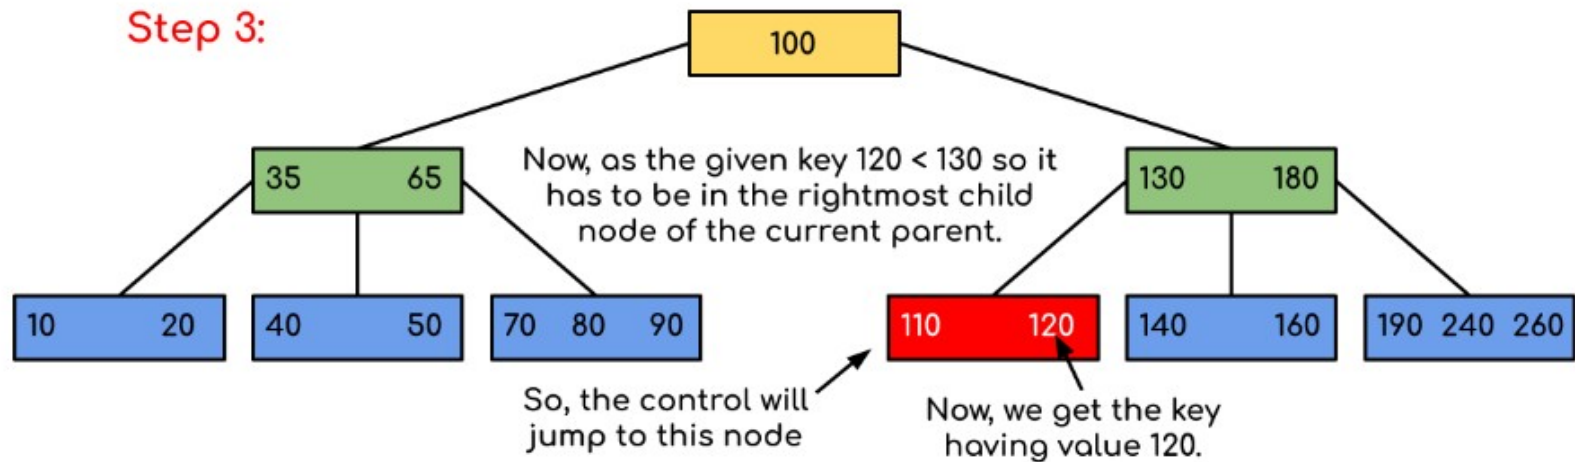 Step 3:
100
Now, as the given key 120 < 130 so it
has to be in the rightmost child
node of the current parent.
35 65
130 180
10 20
40 50
70 80 90
110 120
140 160
190 240 260
So, the control will
jump to this node
Now, we get the key
having value 120.